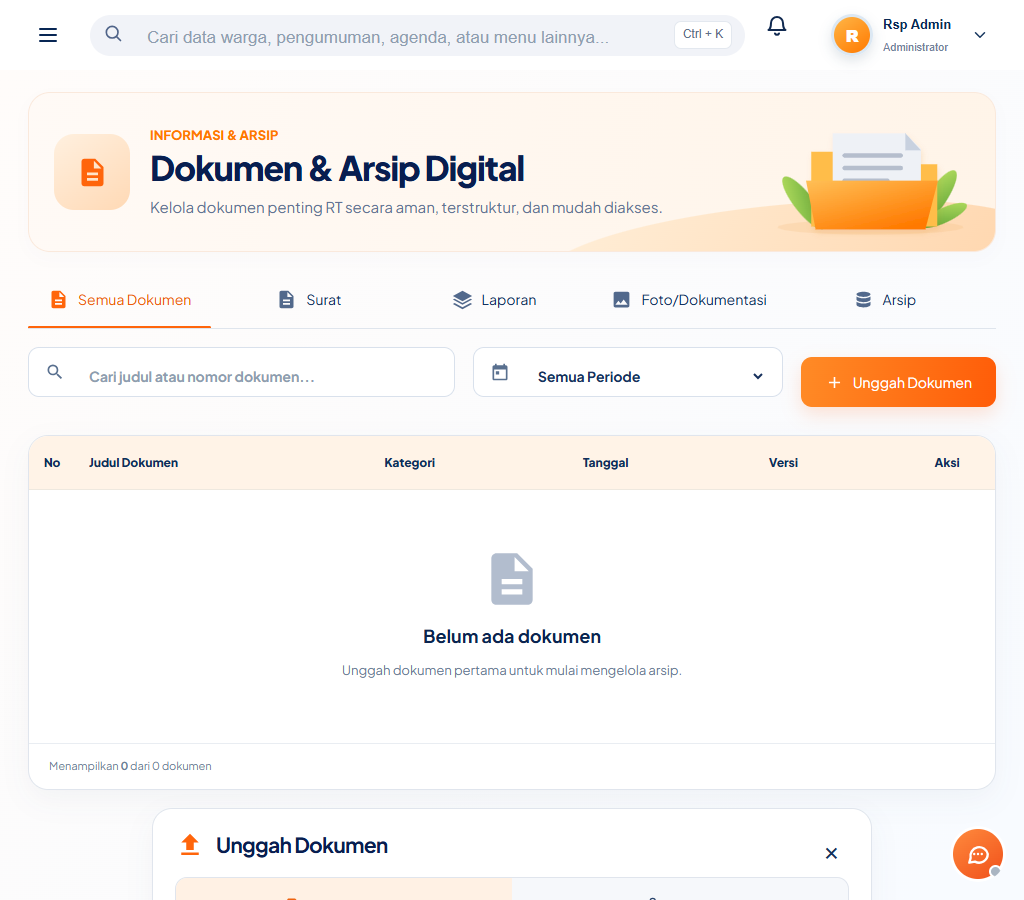 Cari data warga, pengumuman, agenda, atau menu lainnya...
Ctrl + K
R
Rsp Admin
Administrator
INFORMASI & ARSIP
Dokumen & Arsip Digital
Kelola dokumen penting RT secara aman, terstruktur, dan mudah diakses.
Semua Dokumen
Surat
Laporan
Foto/Dokumentasi
Arsip
Cari judul atau nomor dokumen...
Semua Periode
+ Unggah Dokumen
No Judul Dokumen Kategori Tanggal Versi Aksi
Belum ada dokumen
Unggah dokumen pertama untuk mulai mengelola arsip.
Menampilkan 0 dari 0 dokumen
Unggah Dokumen